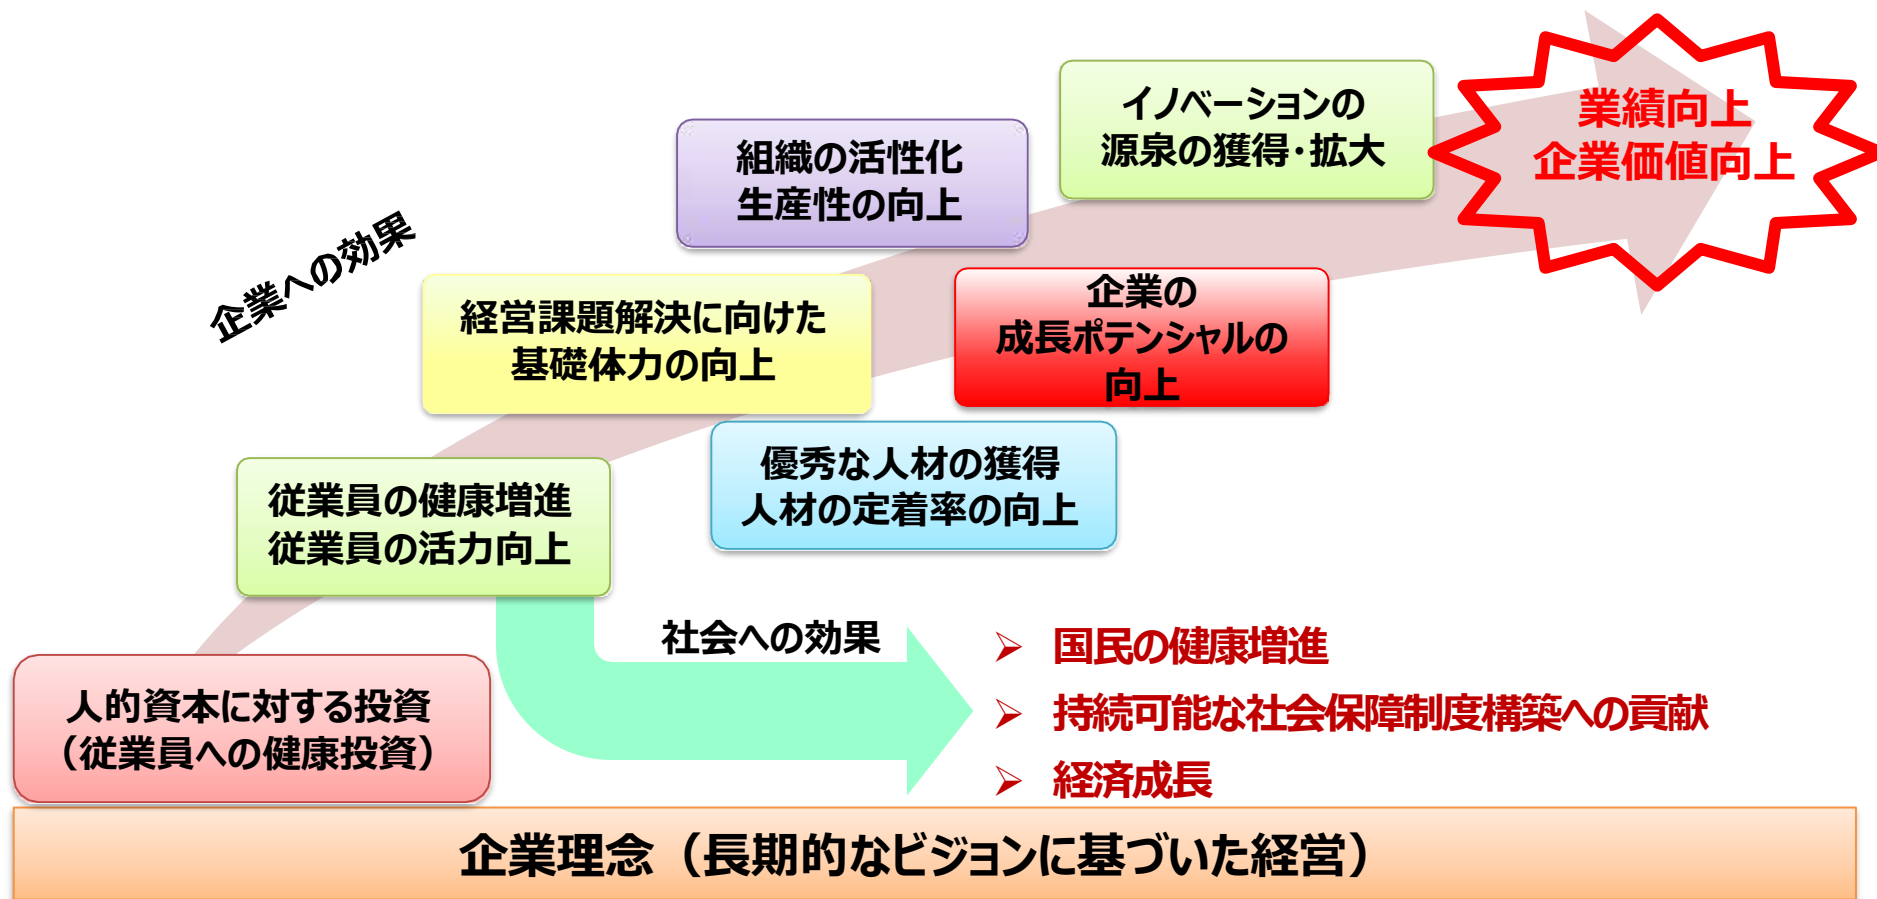 イノベーションの
源泉の獲得・拡大
業績向上
企業価値向上
組織の活性化
生産性の向上
企業への効果
経営課題解決に向けた
基礎体力の向上
企業の
成長ポテンシャルの
向上
優秀な人材の獲得
人材の定着率の向上
従業員の健康増進
従業員の活力向上
社会への効果
➢ 国民の健康増進
➢ 持続可能な社会保障制度構築への貢献
➢ 経済成長
人的資本に対する投資
（従業員への健康投資）
企業理念（長期的なビジョンに基づいた経営）